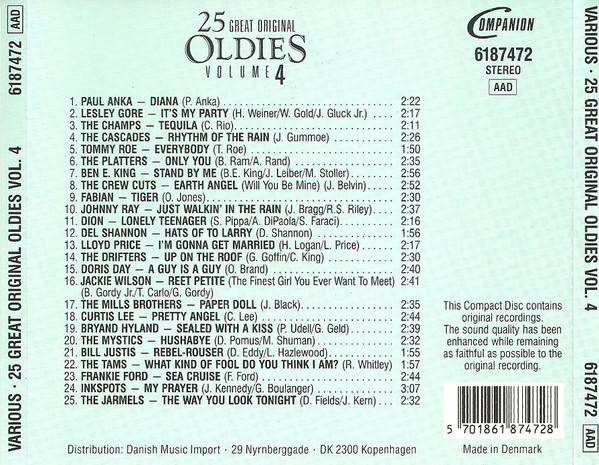 25 GREAT ORIGINAL
OLDIES
VOLUME 4
COMPANION
6187472
STEREO
AAD
1. PAUL ANKA — DIANA (P. Anka) 2:22
2. LESLEY GORE — IT'S MY PARTY (H. Weiner/W. Gold/J. Gluck Jr.) 2:17
3. THE CHAMPS — TEQUILA (C. Rio) 2:11
4. THE CASCADES — RHYTHM OF THE RAIN (J. Gummoe) 2:26
5. TOMMY ROE — EVERYBODY (T. Roe) 1:50
6. THE PLATTERS — ONLY YOU (B. Ram/A. Rand) 2:35
7. BEN E. KING — STAND BY ME (B.E. King/J. Leiber/M. Stoller) 2:56
8. THE CREW CUTS — EARTH ANGEL (Will You Be Mine) (J. Belvin) 2:52
9. FABIAN — TIGER (O. Jones) 2:30
10. JOHNNY RAY — JUST WALKIN' IN THE RAIN (J. Bragg/R.S. Riley) 2:37
11. DION — LONELY TEENAGER (S. Pippa/A. DiPaola/S. Faraci) 2:16
12. DEL SHANNON — HATS OF TO LARRY (D. Shannon) 1:56
13. LLOYD PRICE — I'M GONNA GET MARRIED (H. Logan/L. Price) 2:17
14. THE DRIFTERS — UP ON THE ROOF (G. Goffin/C. King) 2:30
15. DORIS DAY — A GUY IS A GUY (O. Brand) 2:40
16. JACKIE WILSON — REET PETITE (The Finest Girl You Ever Want To Meet)
(B. Gordy Jr./T. Carlo/G. Gordy) 2:41
17. THE MILLS BROTHERS — PAPER DOLL (J. Black) 2:35
18. CURTIS LEE — PRETTY ANGEL (C. Lee) 2:44
19. BRYAND HYLAND — SEALED WITH A KISS (P. Udell/G. Geld) 2:39
20. THE MYSTICS — HUSHABYE (D. Pomus/M. Shuman) 2:32
21. BILL JUSTIS — REBEL-ROUSER (D. Eddy/L. Hazlewood) 1:57
22. THE TAMS — WHAT KIND OF FOOL DO YOU THINK I AM? (R. Whitley) 1:57
23. FRANKIE FORD — SEA CRUISE (F. Ford) 2:44
24. INKSPOTS — MY PRAYER (J. Kennedy/G. Boulanger) 3:07
25. THE JARMELS — THE WAY YOU LOOK TONIGHT (D. Fields/J. Kern) 2:32
This Compact Disc contains
original recordings.
The sound quality has been
enhanced while remaining
as faithful as possible to the
original recording.
5 701861 874728
Distribution: Danish Music Import · 29 Nyrnberggade · DK 2300 Kopenhagen
Made in Denmark
VARIOUS · 25 GREAT ORIGINAL OLDIES VOL. 4 6187472 AAD
VARIOUS · 25 GREAT ORIGINAL OLDIES VOL. 4 6187472 AAD